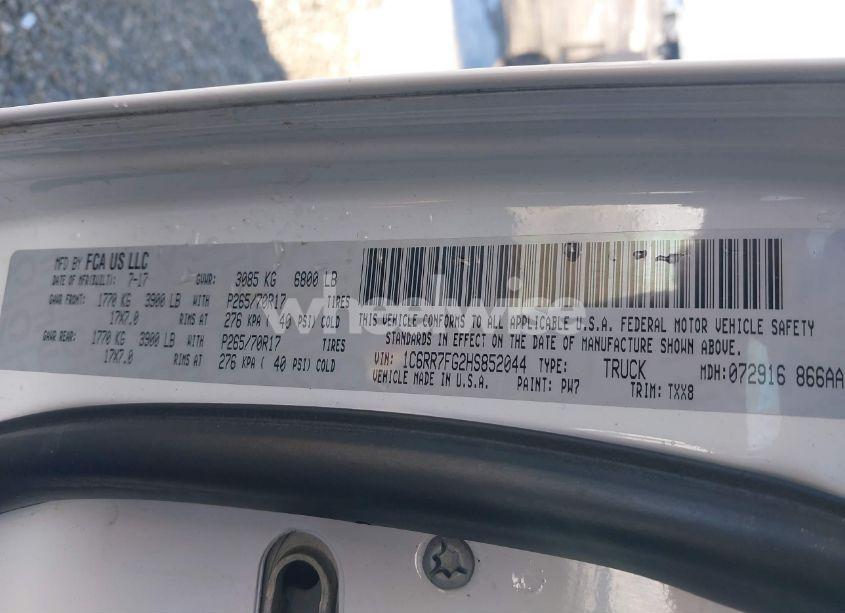 MFD BY FCA US LLC
DATE OF MFR(BUILT): 7-17 GVWR: 3085 KG 6800 LB
GAWR FRONT: 1770 KG 3900 LB WITH P265/70R17 TIRES
17X7.0 RIMS AT 276 KPA ( 40 PSI) COLD
GAWR REAR: 1770 KG 3900 LB WITH P265/70R17 TIRES
17X7.0 RIMS AT 276 KPA ( 40 PSI) COLD
THIS VEHICLE CONFORMS TO ALL APPLICABLE U.S.A. FEDERAL MOTOR VEHICLE SAFETY
STANDARDS IN EFFECT ON THE DATE OF MANUFACTURE SHOWN ABOVE.
VIN: 1C6RR7FG2HS852044 TYPE: TRUCK MDH: 072916 866AA
VEHICLE MADE IN U.S.A. PAINT: PW7 TRIM: TXX8
wheelwise